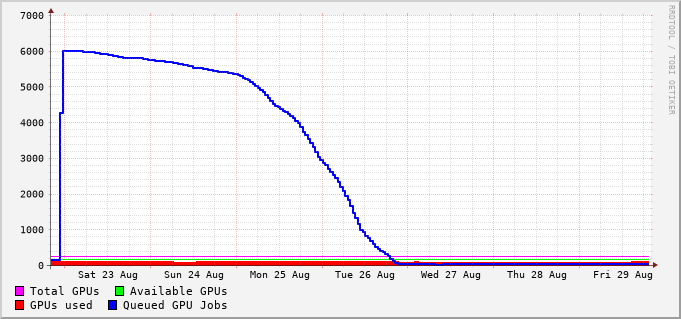 7000
6000
5000
4000
3000
2000
1000
0
Sat 23 Aug Sun 24 Aug Mon 25 Aug Tue 26 Aug Wed 27 Aug Thu 28 Aug Fri 29 Aug
Total GPUs Available GPUs
GPUs used Queued GPU Jobs
RRDTOOL / TOBI OETIKER